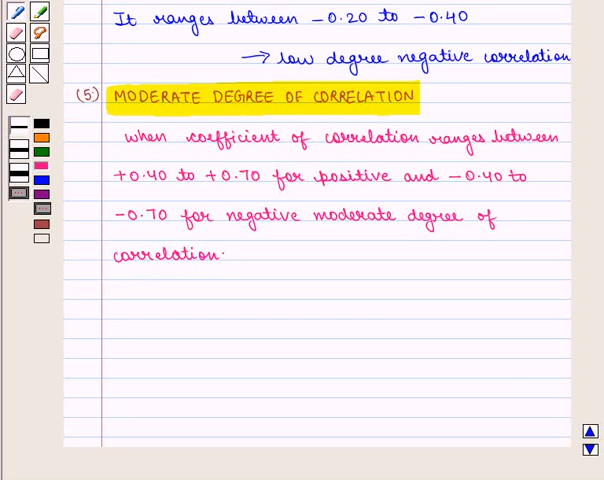 It ranges between -0.20 to -0.40
→ low degree negative correlation
(5) MODERATE DEGREE OF CORRELATION
when coefficient of correlation ranges between
+0.40 to +0.70 for positive and -0.40 to
-0.70 for negative moderate degree of
correlation.